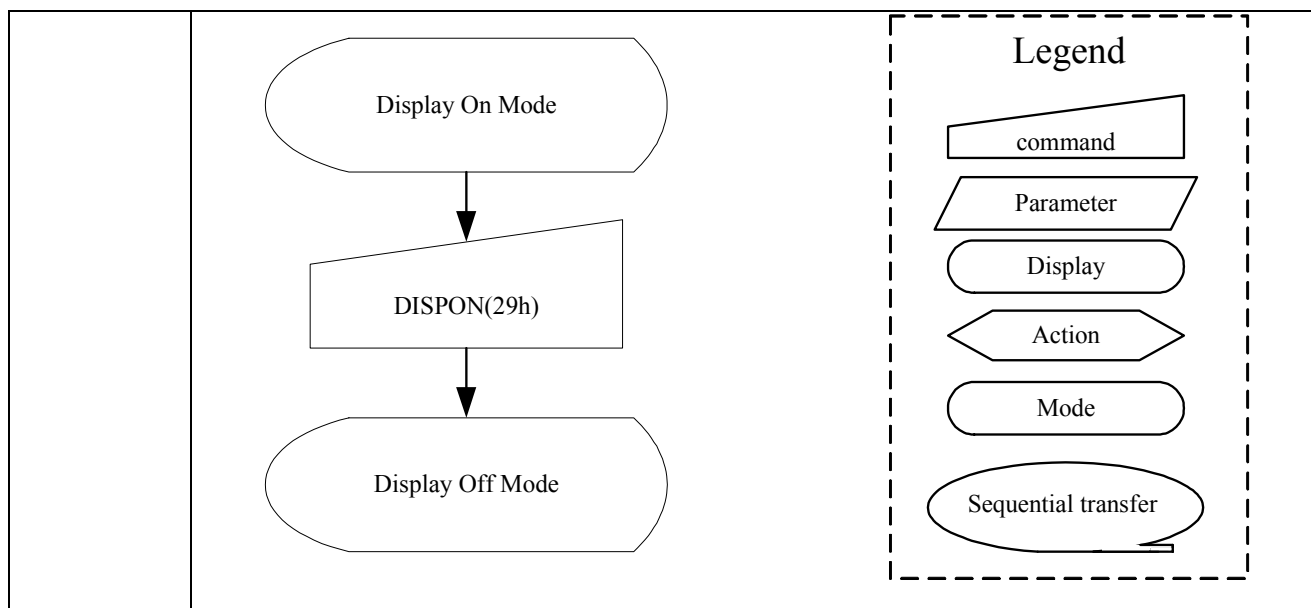 Display On Mode
DISPON(29h)
Display Off Mode
Legend
command
Parameter
Display
Action
Mode
Sequential transfer